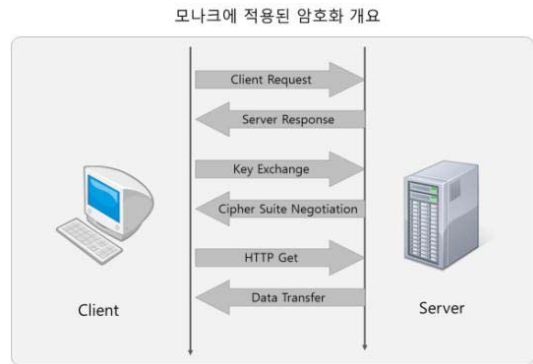 모나크에 적용된 암호화 개요
Client Request
Server Response
Key Exchange
Cipher Suite Negotiation
HTTP Get
Data Transfer
Client
Server